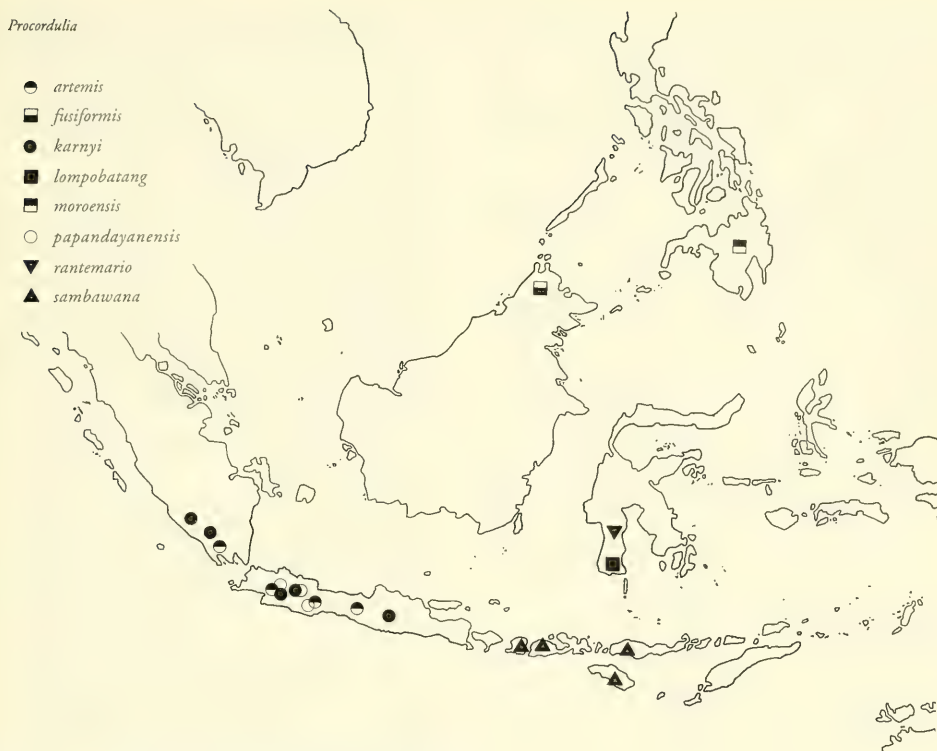 Procordulia
artemis
fusiformis
karnyi
lompobatang
moroensis
papandayanensis
rantemario
sambawana